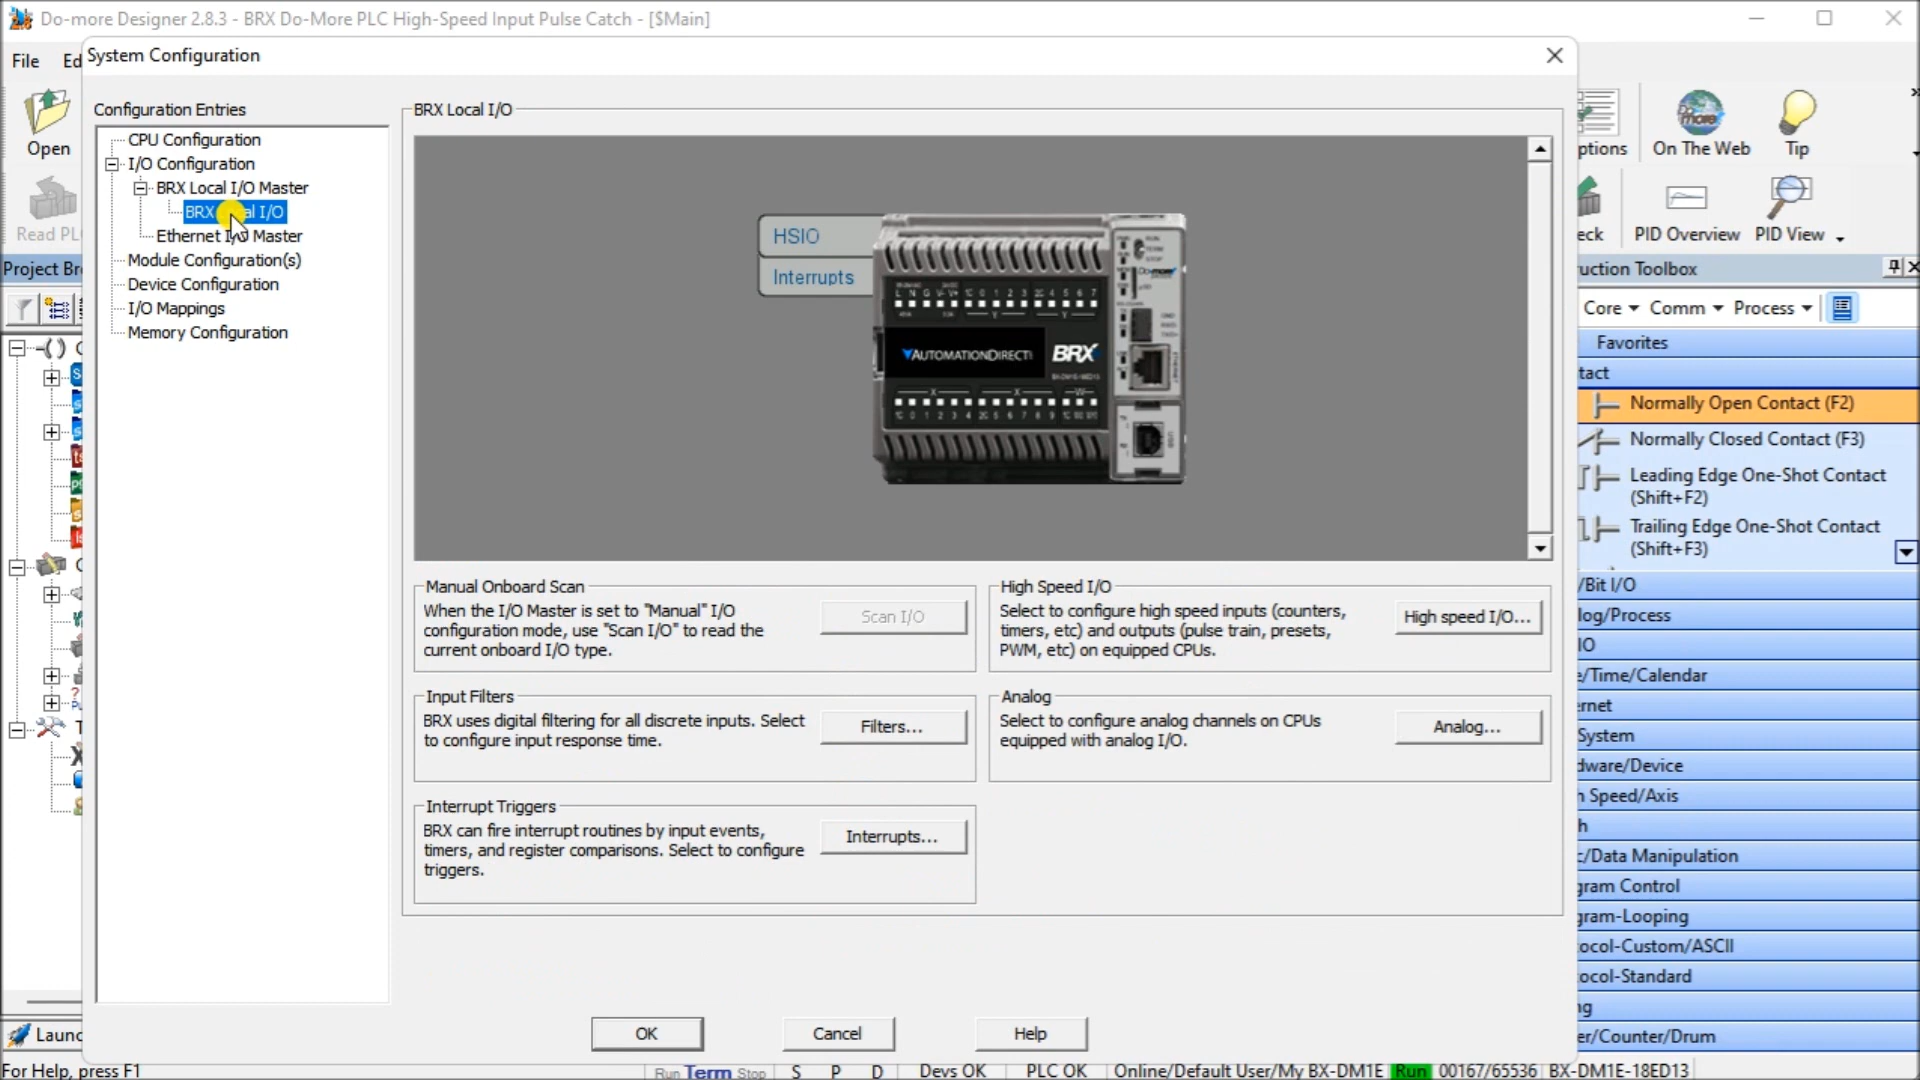 Do-more Designer 2.8.3 - BRX Do-More PLC High-Speed Input Pulse Catch - [$Main]
File Ed
System Configuration
Open
Read PL
Project Br
Configuration Entries
CPU Configuration
I/O Configuration
BRX Local I/O Master
BRX al I/O
Ethernet I/O Master
Module Configuration(s)
Device Configuration
I/O Mappings
Memory Configuration
BRX Local I/O
HSIO
Interrupts
AUTOMATIONDIRECT
BRX
Do-more
Manual Onboard Scan
When the I/O Master is set to "Manual" I/O
configuration mode, use "Scan I/O" to read the
current onboard I/O type.
Scan I/O
High Speed I/O
Select to configure high speed inputs (counters,
timers, etc) and outputs (pulse train, presets,
PWM, etc) on equipped CPUs.
High speed I/O...
Input Filters
BRX uses digital filtering for all discrete inputs. Select
to configure input response time.
Filters...
Analog
Select to configure analog channels on CPUs
equipped with analog I/O.
Analog...
Interrupt Triggers
BRX can fire interrupt routines by input events,
timers, and register comparisons. Select to configure
triggers.
Interrupts...
OK Cancel Help
ptions On The Web Tip
eck PID Overview PID View
ruction Toolbox
Core Comm Process
Favorites
tact
Normally Open Contact (F2)
Normally Closed Contact (F3)
Leading Edge One-Shot Contact
(Shift+F2)
Trailing Edge One-Shot Contact
(Shift+F3)
/Bit I/O
log/Process
IO
e/Time/Calendar
rnet
System
dware/Device
h Speed/Axis
h
c/Data Manipulation
gram Control
gram-Looping
ocol-Custom/ASCII
ocol-Standard
ng
er/Counter/Drum
Launc
For Help, press F1
Run Term Stop S P D Devs OK PLC OK Online/Default User/My BX-DM1E Run 00167/65536 BX-DM1E-18ED13